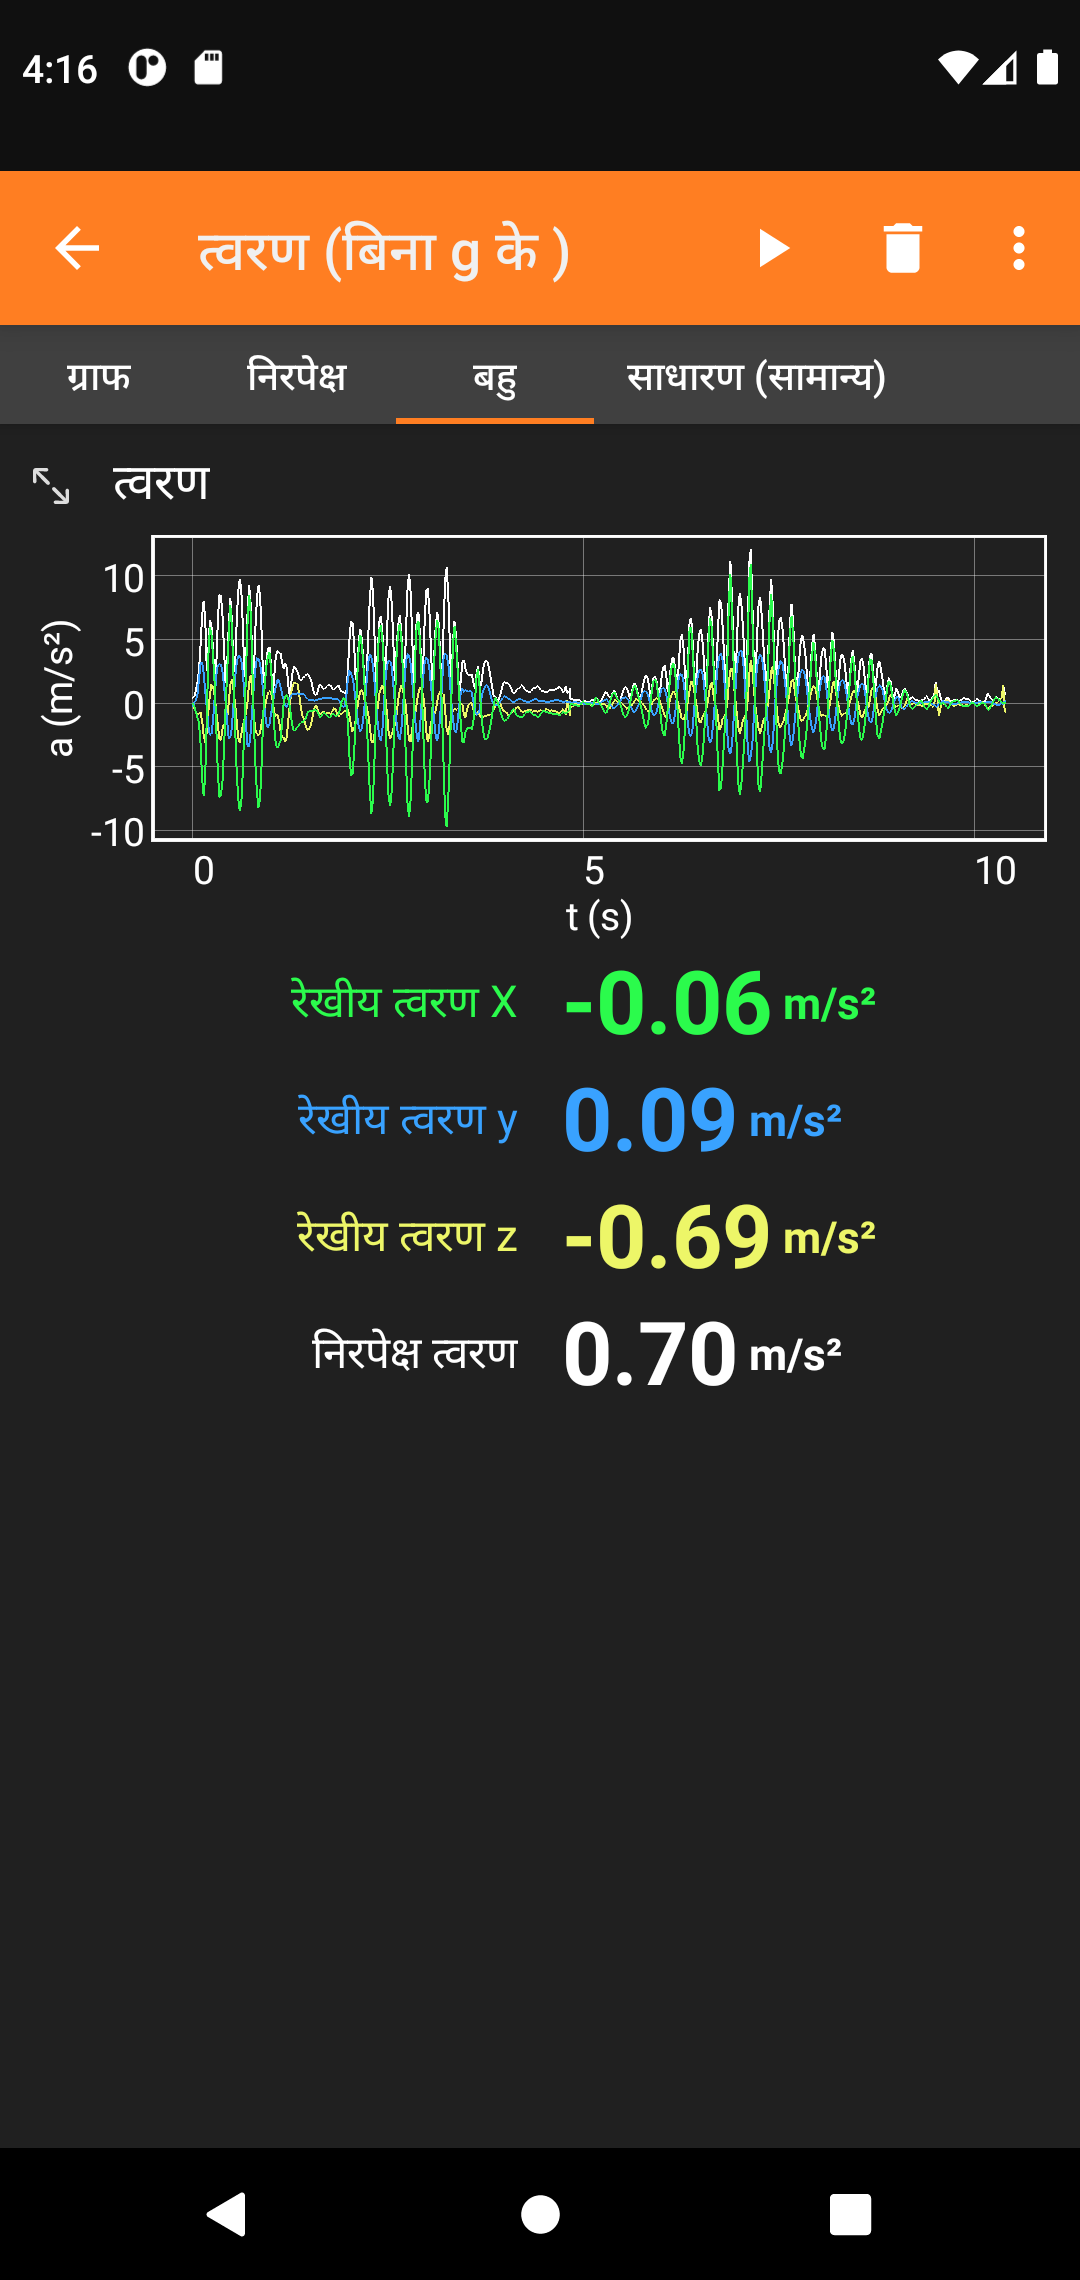 4:16
त्वरण (बिना g के )
ग्राफ निरपेक्ष बहु साधारण (सामान्य)
त्वरण
10
5
0
-5
-10
a (m/s²)
0 5 10
t (s)
रेखीय त्वरण X -0.06 m/s²
रेखीय त्वरण y 0.09 m/s²
रेखीय त्वरण z -0.69 m/s²
निरपेक्ष त्वरण 0.70 m/s²